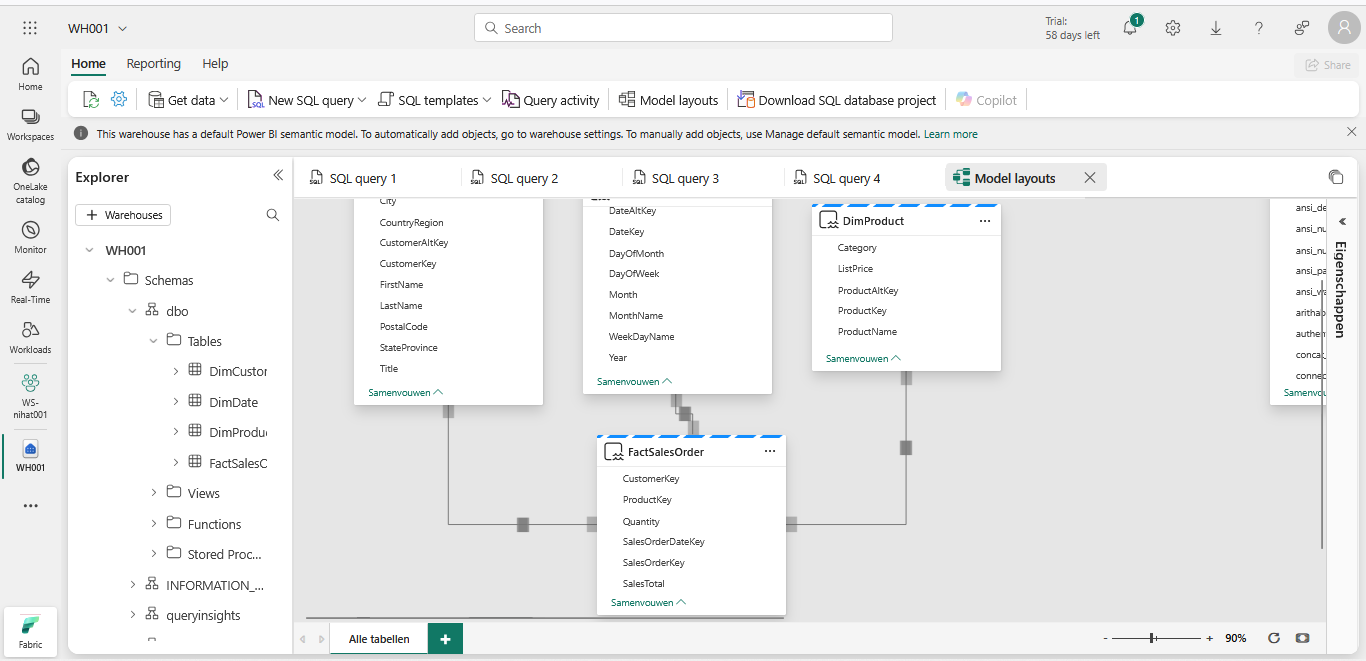 WH001
Search
Trial:
58 days left
1
Home
Reporting
Help
Share
Get data
New SQL query
SQL templates
Query activity
Model layouts
Download SQL database project
Copilot
This warehouse has a default Power BI semantic model. To automatically add objects, go to warehouse settings. To manually add objects, use Manage default semantic model. Learn more
Home
Workspaces
OneLake
catalog
Monitor
Real-Time
Workloads
WS-
nihat001
WH001
Fabric
Explorer
Warehouses
WH001
Schemas
dbo
Tables
DimCustor
DimDate
DimProdu
FactSalesO
Views
Functions
Stored Proc...
INFORMATION_...
queryinsights
SQL query 1
SQL query 2
SQL query 3
SQL query 4
Model layouts
City
CountryRegion
CustomerAltKey
CustomerKey
FirstName
LastName
PostalCode
StateProvince
Title
Samenvouwen
DateAltKey
DateKey
DayOfMonth
DayOfWeek
Month
MonthName
WeekDayName
Year
Samenvouwen
DimProduct
Category
ListPrice
ProductAltKey
ProductKey
ProductName
Samenvouwen
FactSalesOrder
CustomerKey
ProductKey
Quantity
SalesOrderDateKey
SalesOrderKey
SalesTotal
Samenvouwen
ansi_de
ansi_nu
ansi_nu
ansi_pa
ansi_wa
arithab
authen
concat_
connec
Samenvou
Eigenschappen
Alle tabellen
- + 90%